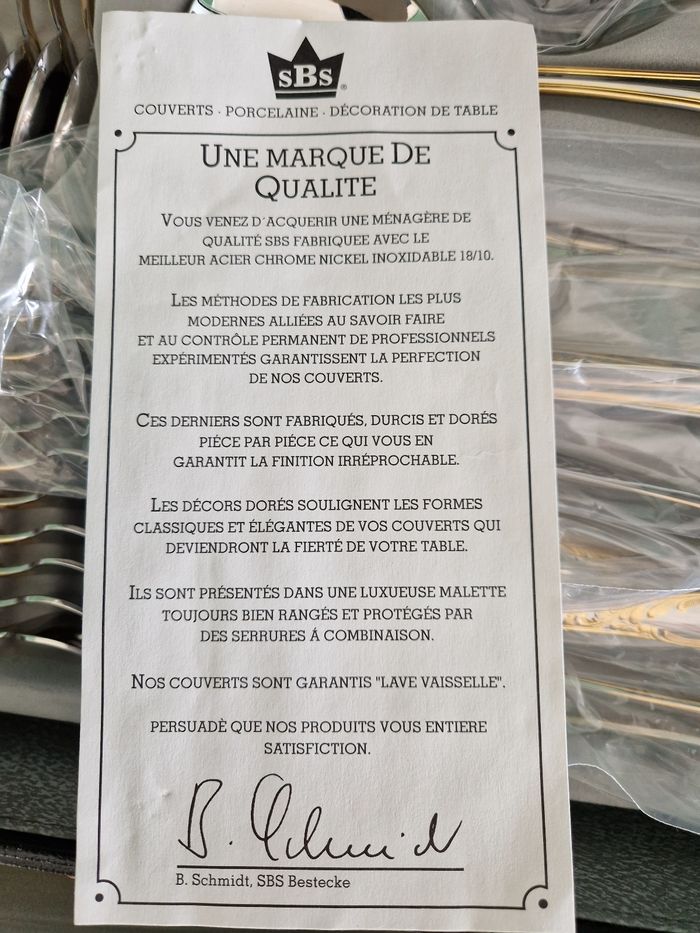 SBS ®
COUVERTS · PORCELAINE · DÉCORATION DE TABLE
UNE MARQUE DE
QUALITE
VOUS VENEZ D´ACQUERIR UNE MÉNAGÈRE DE
QUALITÉ SBS FABRIQUEE AVEC LE
MEILLEUR ACIER CHROME NICKEL INOXIDABLE 18/10.
LES MÉTHODES DE FABRICATION LES PLUS
MODERNES ALLIÉES AU SAVOIR FAIRE
ET AU CONTRÔLE PERMANENT DE PROFESSIONNELS
EXPÉRIMENTÉS GARANTISSENT LA PERFECTION
DE NOS COUVERTS.
CES DERNIERS SONT FABRIQUÉS, DURCIS ET DORÉS
PIÉCE PAR PIÉCE CE QUI VOUS EN
GARANTIT LA FINITION IRRÉPROCHABLE.
LES DÉCORS DORÉS SOULIGNENT LES FORMES
CLASSIQUES ET ÉLÉGANTES DE VOS COUVERTS QUI
DEVIENDRONT LA FIERTÉ DE VOTRE TABLE.
ILS SONT PRÉSENTÉS DANS UNE LUXUEUSE MALETTE
TOUJOURS BIEN RANGÉS ET PROTÉGÉS PAR
DES SERRURES Á COMBINAISON.
NOS COUVERTS SONT GARANTIS "LAVE VAISSELLE".
PERSUADÈ QUE NOS PRODUITS VOUS ENTIERE
SATISFICTION.
B. Schmidt
B. Schmidt, SBS Bestecke